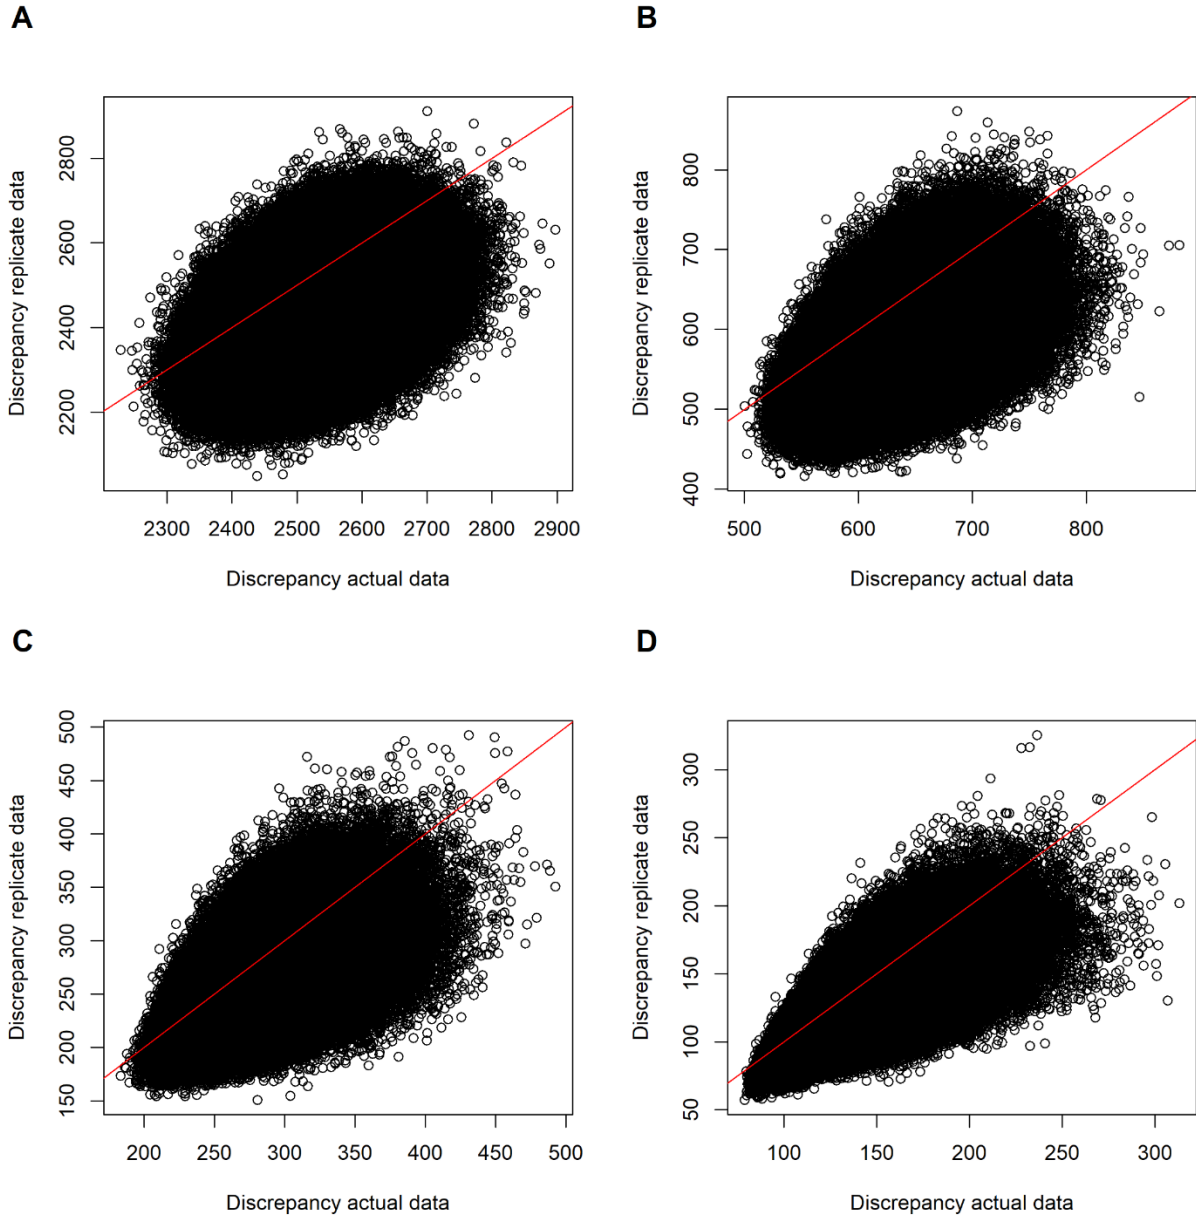 A
Discrepancy replicate data
2200 2400 2600 2800
2300 2400 2500 2600 2700 2800 2900
Discrepancy actual data
B
Discrepancy replicate data
400 500 600 700 800
500 600 700 800
Discrepancy actual data
C
Discrepancy replicate data
150 200 250 300 350 400 450 500
200 250 300 350 400 450 500
Discrepancy actual data
D
Discrepancy replicate data
50 100 150 200 250 300
100 150 200 250 300
Discrepancy actual data